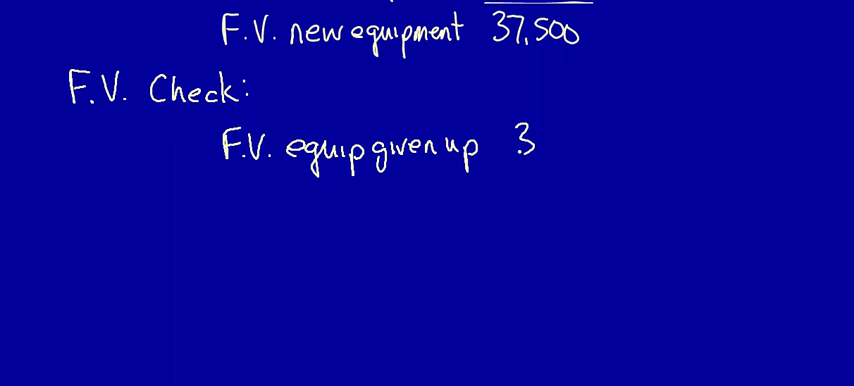 F.V. new equipment 37,500
F.V. Check:
F.V. equip given up 3